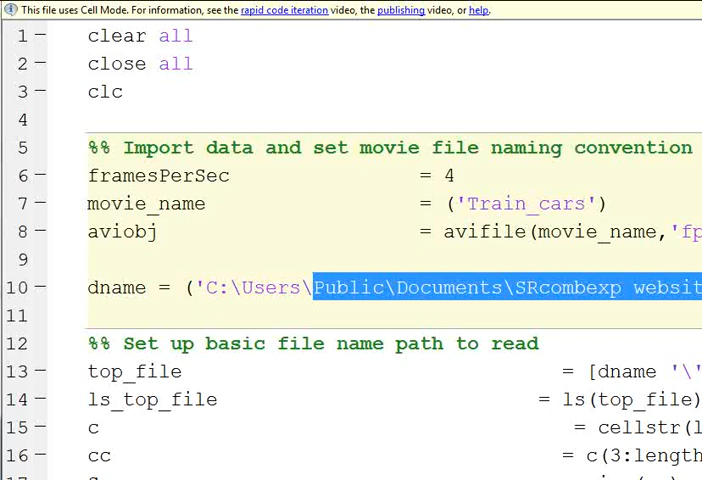 This file uses Cell Mode. For information, see the rapid code iteration video, the publishing video, or help.
1 clear all
2 close all
3 clc
4
5 %% Import data and set movie file naming convention
6 framesPerSec = 4
7 movie_name = ('Train_cars')
8 aviobj = avifile(movie_name,'fp
9
10 dname = ('C:\Users\Public\Documents\SRcombexp websit
11
12 %% Set up basic file name path to read
13 top_file = [dname '\'
14 ls_top_file = ls(top_file)
15 c = cellstr(l
16 cc = c(3:length